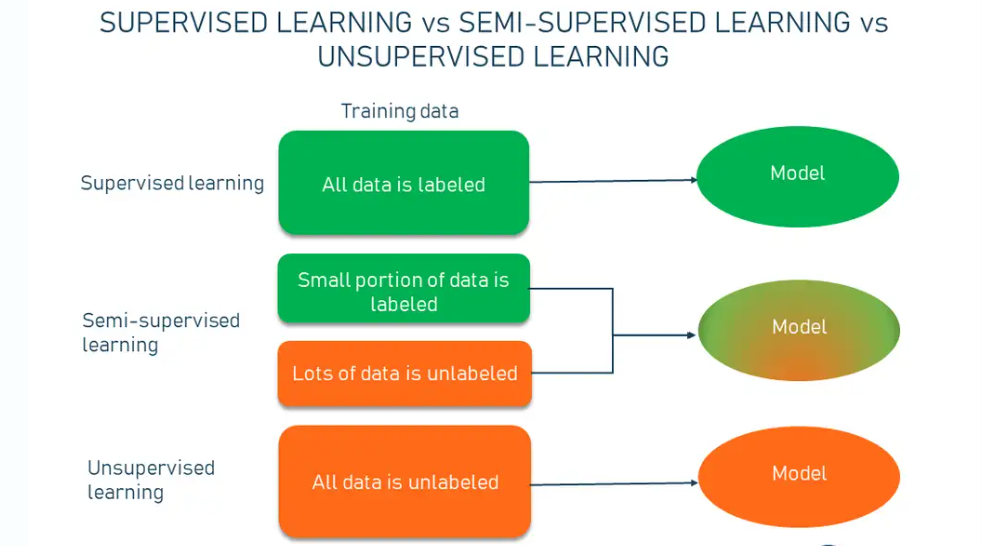 SUPERVISED LEARNING vs SEMI-SUPERVISED LEARNING vs
UNSUPERVISED LEARNING
Training data
Supervised learning
All data is labeled
Model
Semi-supervised
learning
Small portion of data is
labeled
Lots of data is unlabeled
Model
Unsupervised
learning
All data is unlabeled
Model